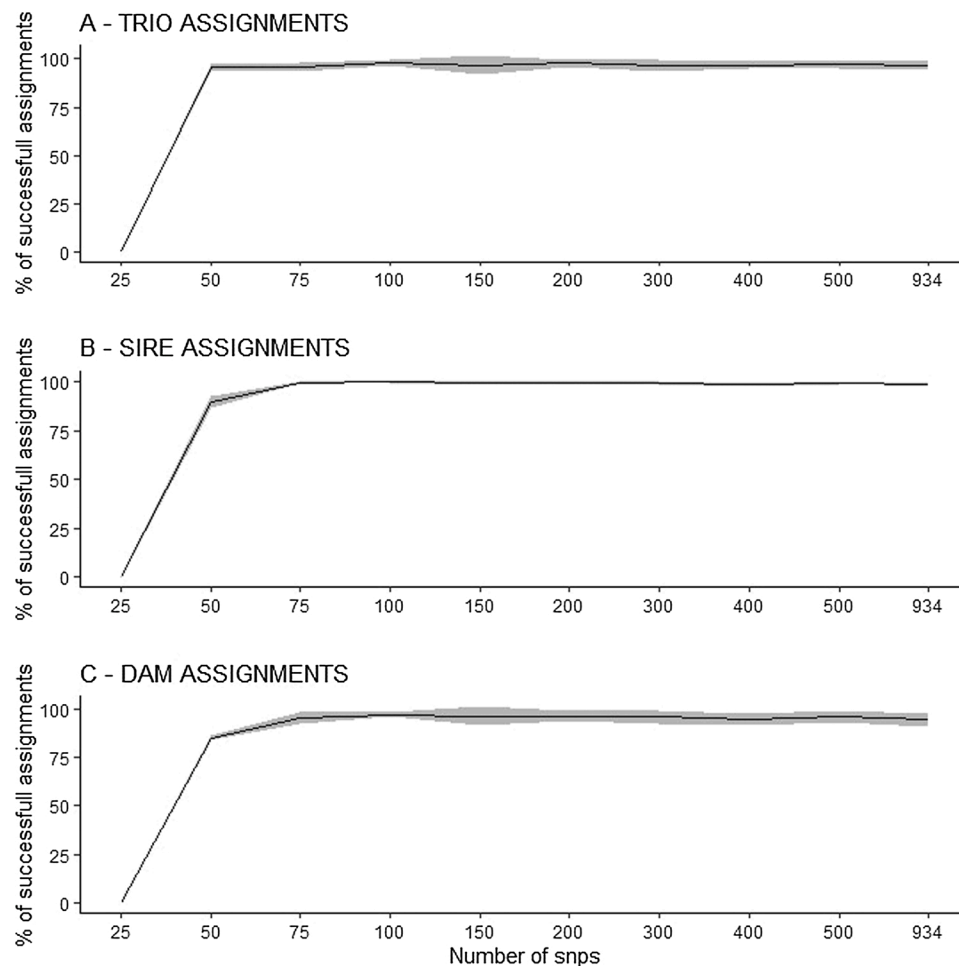 A - TRIO ASSIGNMENTS
% of successfull assignments
100
75
50
25
0
25 50 75 100 150 200 300 400 500 934
B - SIRE ASSIGNMENTS
% of successfull assignments
100
75
50
25
0
25 50 75 100 150 200 300 400 500 934
C - DAM ASSIGNMENTS
% of successfull assignments
100
75
50
25
0
25 50 75 100 150 200 300 400 500 934
Number of snps